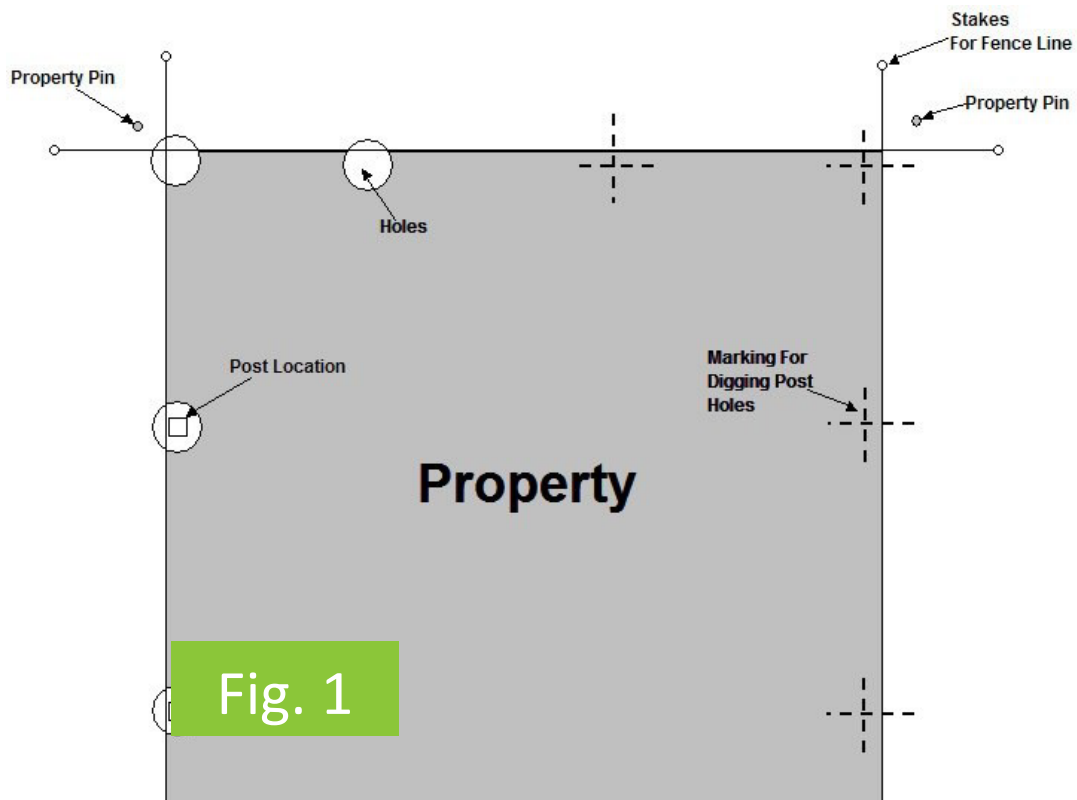 Stakes
For Fence Line
Property Pin
Property Pin
Holes
Post Location
Marking For
Digging Post
Holes
Property
Fig. 1